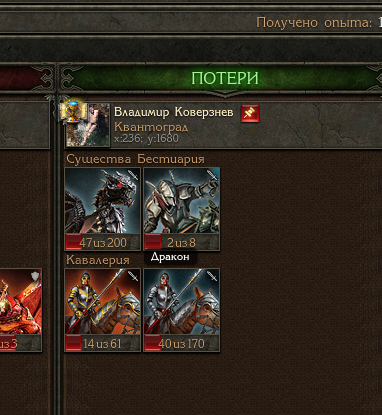 Получено опыта: 1
ПОТЕРИ
Владимир Коверзнев
Квантоград
x:236; y:1680
Существа Бестиария
47 из 200
2 из 8
Кавалерия
Дракон
из 3
14 из 61
40 из 170